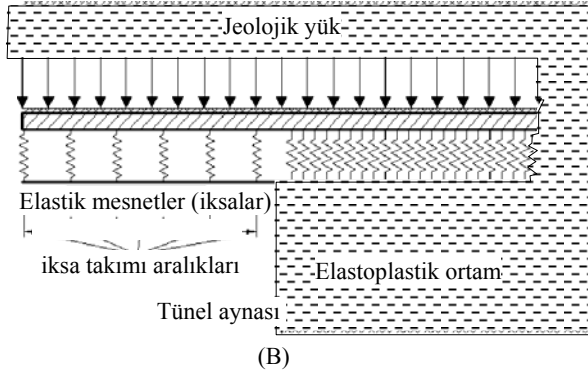 Jeolojik yük
Elastik mesnetler (iksalar)
iksa takımı aralıkları
Elastoplastik ortam
Tünel aynası
(B)